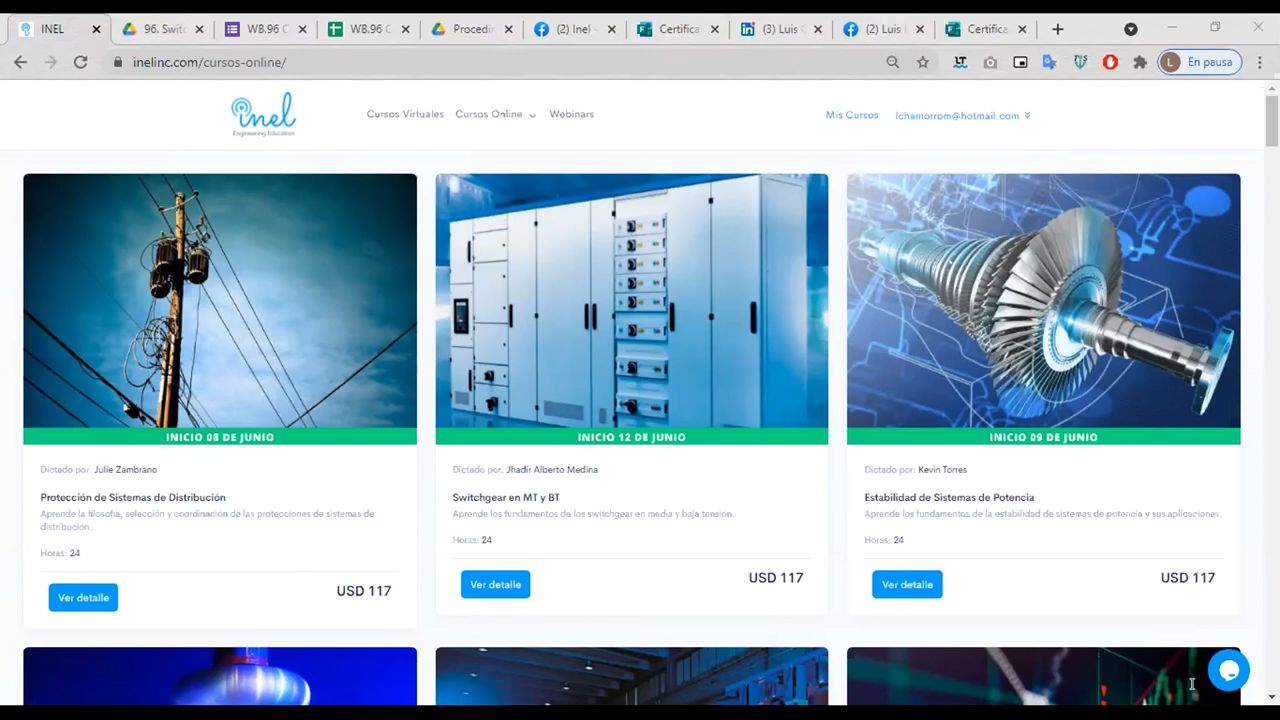 INEL
96. Switc
WB.96 C
WB.96 C
Procedir
(2) Inel -
Certifica
(3) Luis C
(2) Luis
Certifica
inelinc.com/cursos-online/
LT
L
En pausa
inel
Engineering Education
Cursos Virtuales
Cursos Online
Webinars
Mis Cursos
lchamorrom@hotmail.com
INICIO 08 DE JUNIO
Dictado por: Julie Zambrano
Protección de Sistemas de Distribución
Aprende la filosofía, selección y coordinación de las protecciones de sistemas de
distribución.
Horas: 24
Ver detalle
USD 117
INICIO 12 DE JUNIO
Dictado por: Jhadir Alberto Medina
Switchgear en MT y BT
Aprende los fundamentos de los switchgear en media y baja tensión.
Horas: 24
Ver detalle
USD 117
INICIO 09 DE JUNIO
Dictado por: Kevin Torres
Estabilidad de Sistemas de Potencia
Aprende los fundamentos de la estabilidad de sistemas de potencia y sus aplicaciones.
Horas: 24
Ver detalle
USD 117